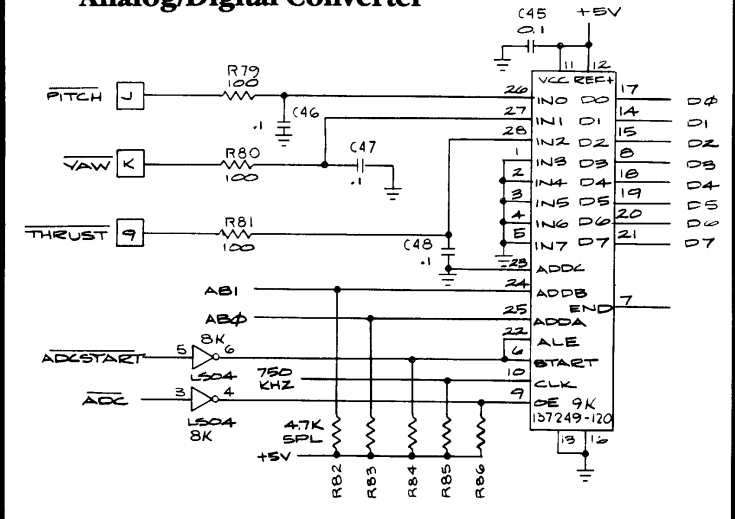 Analog/Digital Converter
C45
0.1
+5V
11 12
VCC REF+
PITCH J
R79
100
C46
.1
26 IN0 D0 17 DØ
27 IN1 D1 14 D1
28 IN2 D2 15 D2
1 IN3 D3 8 D3
2 IN4 D4 18 D4
3 IN5 D5 19 D5
4 IN6 D6 20 D6
5 IN7 D7 21 D7
YAW K
R80
100
C47
.1
THRUST 9
R81
100
C48
.1
23 ADDC
AB1 24 ADDB
END 7
ABØ 25 ADDA
22 ALE
ADCSTART 5 6
8K
LS04
6 START
750
KHZ
10 CLK
ADC 3 4
LS04
8K
9 OE 9K
137249-120
13 16
4.7K
5PL
+5V
R82
R83
R84
R85
R86